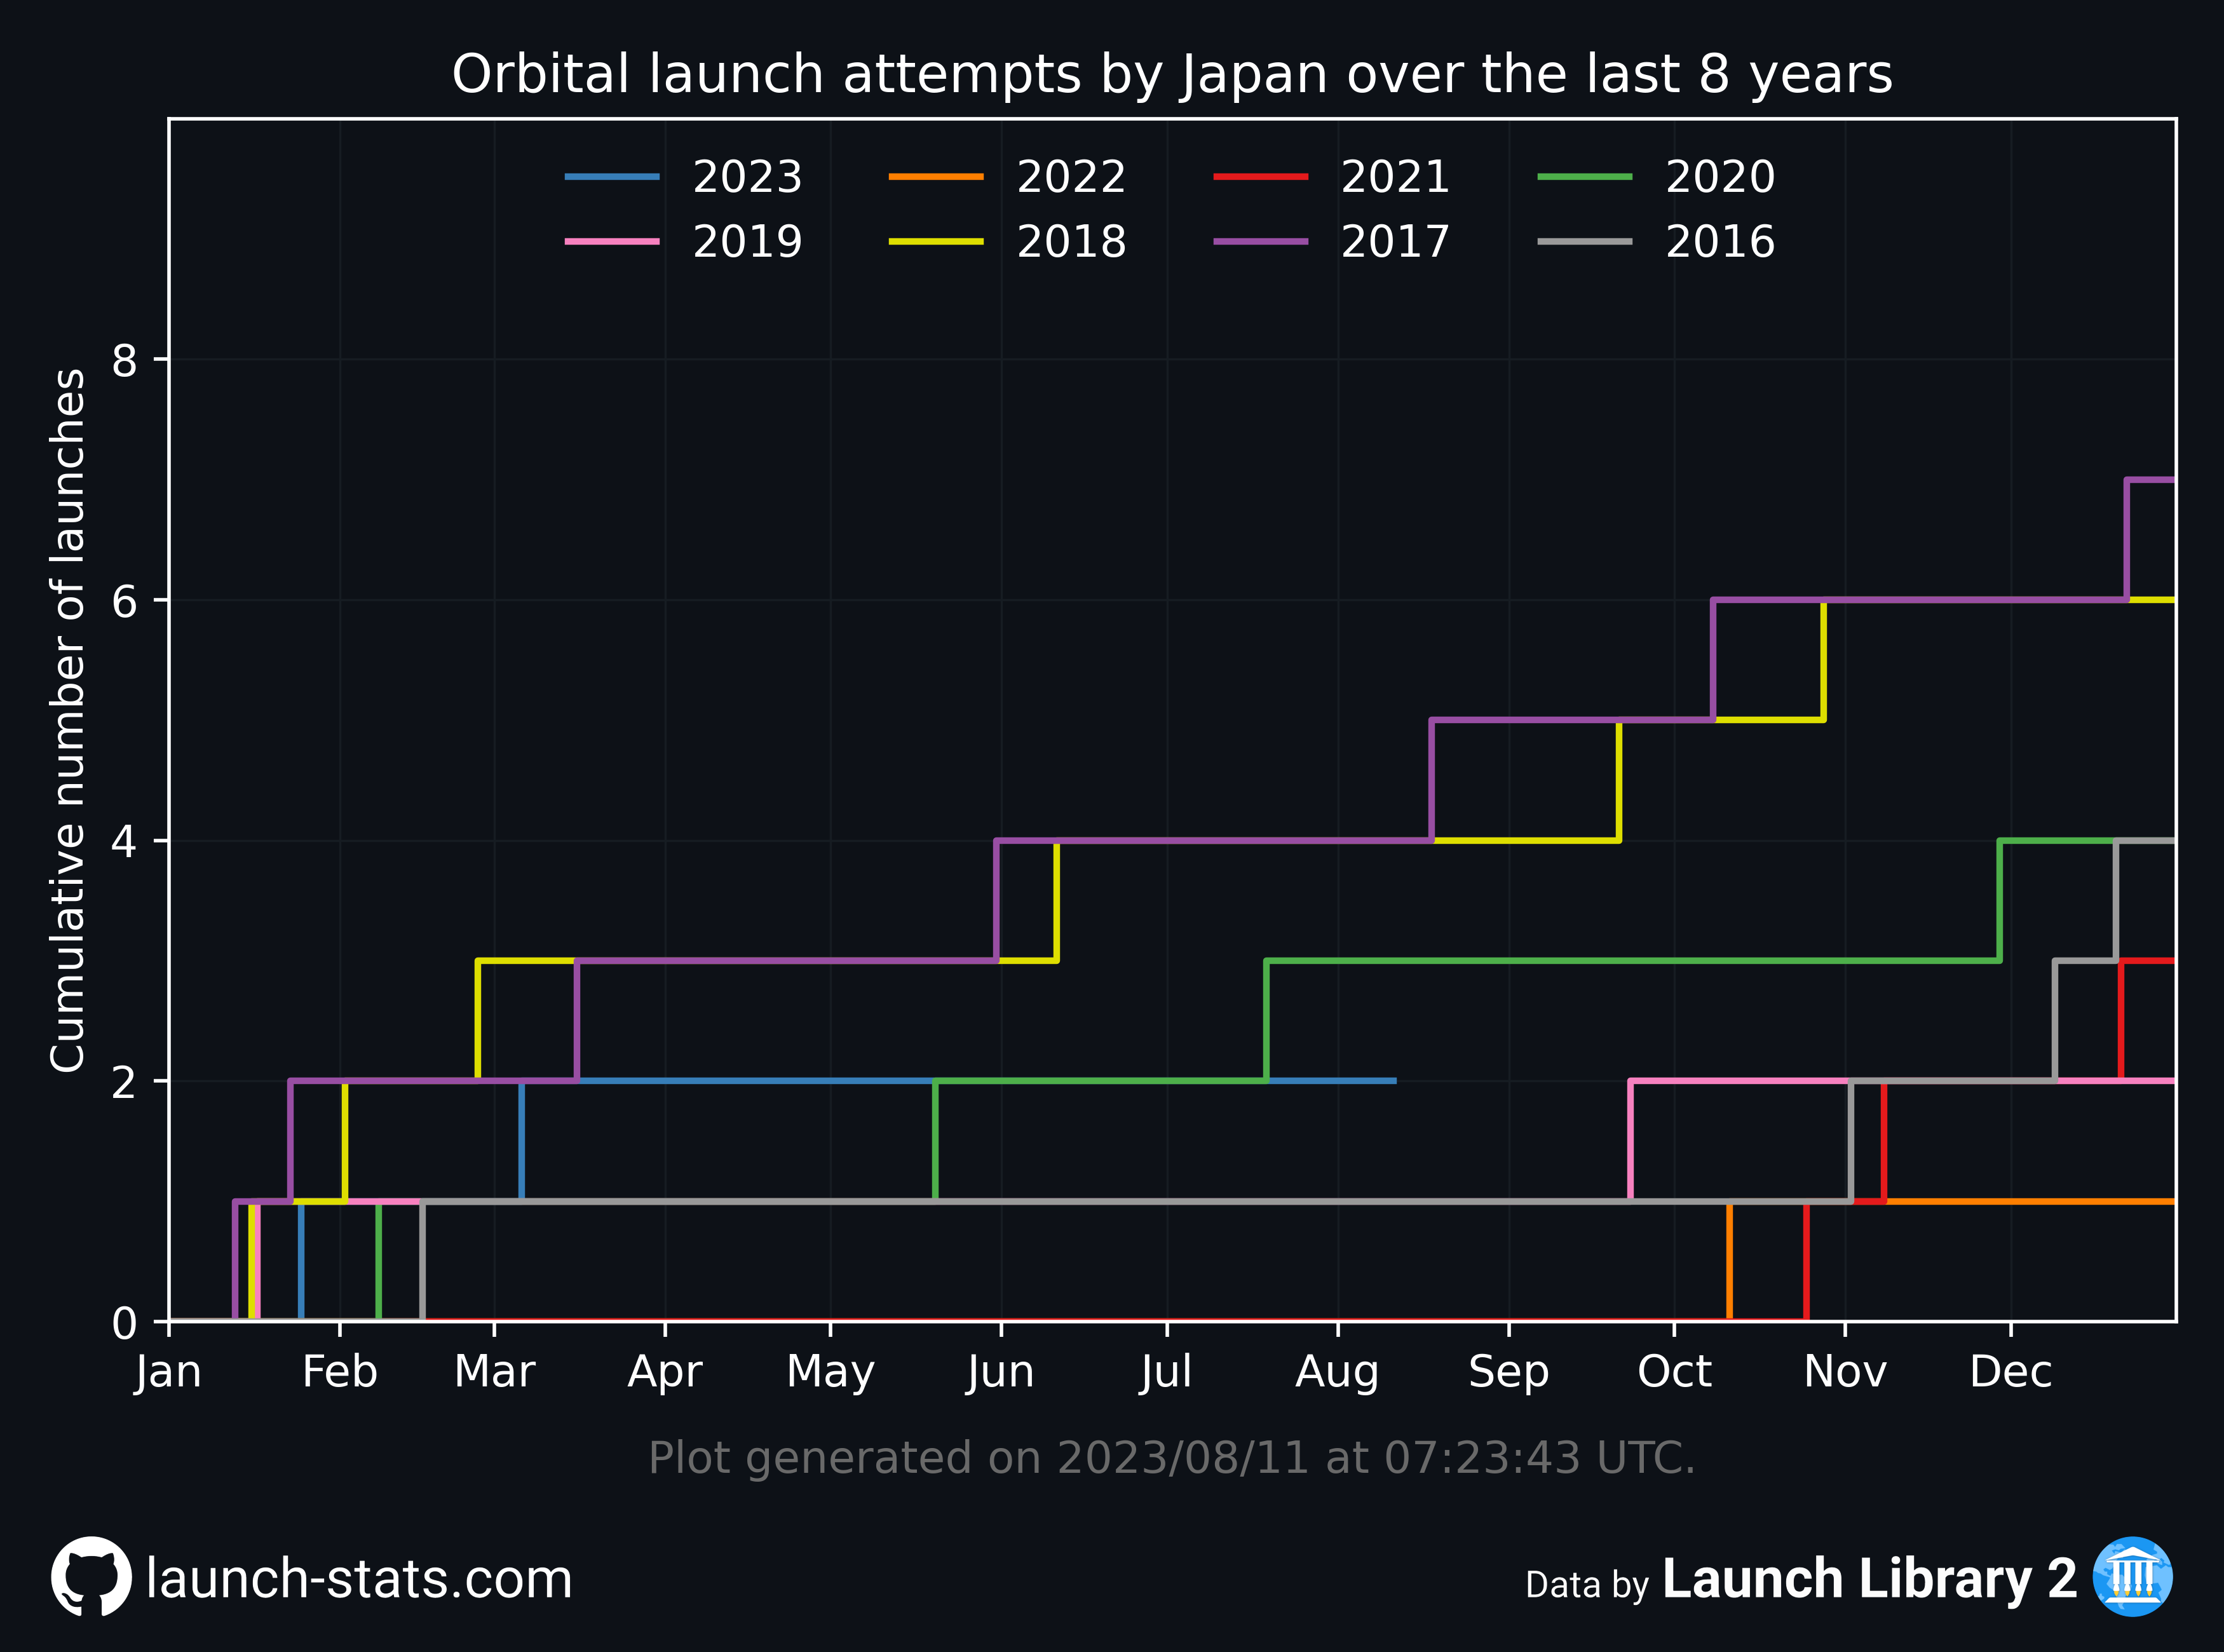 Orbital launch attempts by Japan over the last 8 years
2023 2022 2021 2020
2019 2018 2017 2016
Cumulative number of launches
8
6
4
2
0
Jan Feb Mar Apr May Jun Jul Aug Sep Oct Nov Dec
Plot generated on 2023/08/11 at 07:23:43 UTC.
launch-stats.com
Data by Launch Library 2